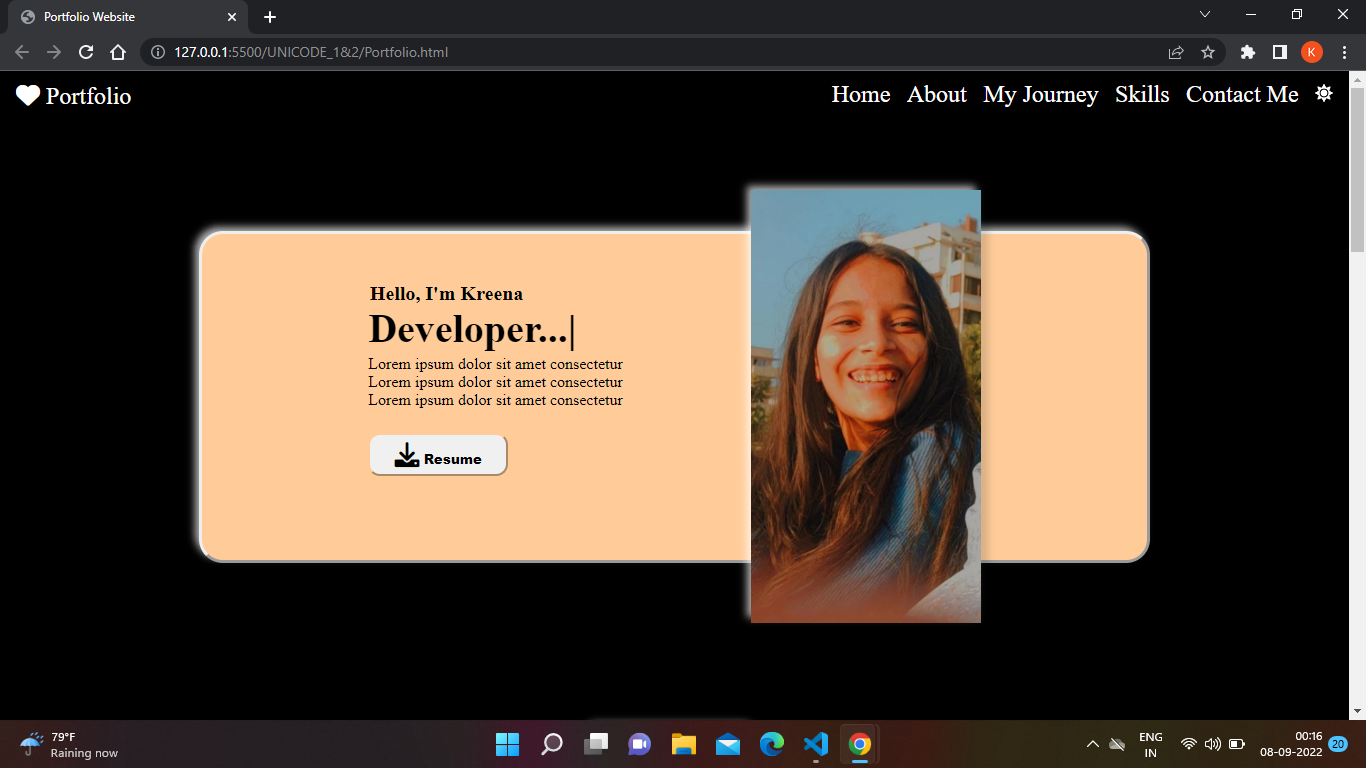 Portfolio Website
127.0.0.1:5500/UNICODE_1&2/Portfolio.html
K
Portfolio
Home About My Journey Skills Contact Me
Hello, I'm Kreena
Developer...|
Lorem ipsum dolor sit amet consectetur
Lorem ipsum dolor sit amet consectetur
Lorem ipsum dolor sit amet consectetur
Resume
79°F
Raining now
ENG
IN
00:16
08-09-2022
20